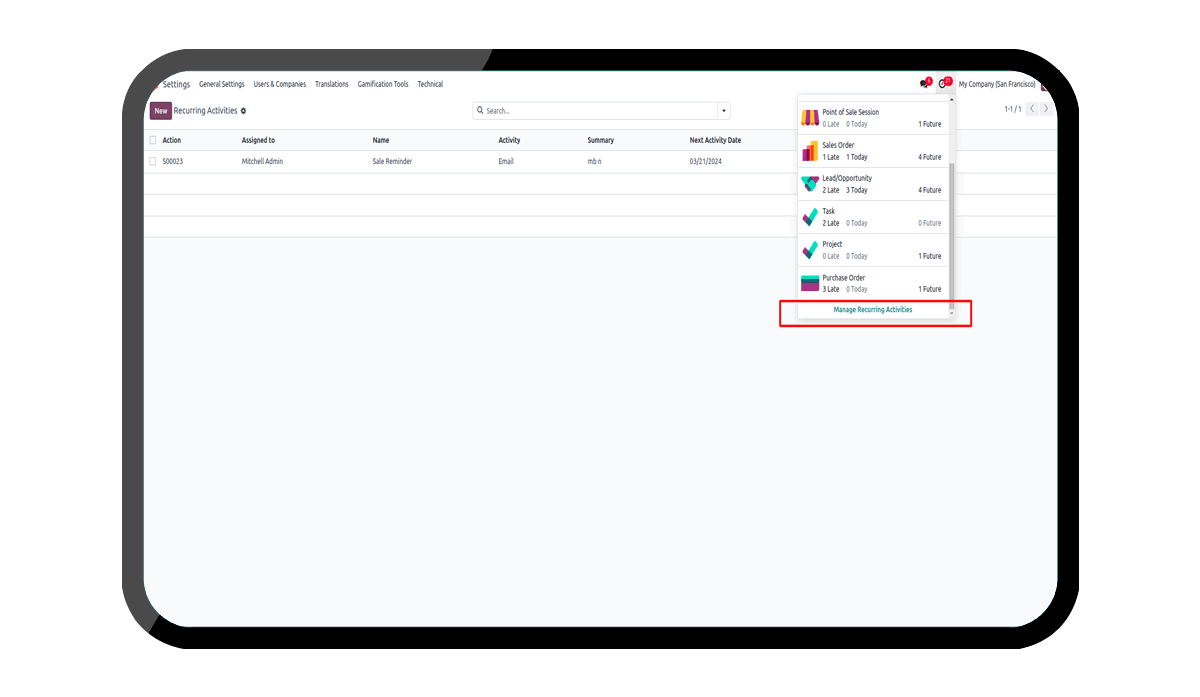 Settings General Settings Users & Companies Translations Gamification Tools Technical 4 21 My Company (San Francisco)
New Recurring Activities Search... 1-1 / 1
Action Assigned to Name Activity Summary Next Activity Date
S00023 Mitchell Admin Sale Reminder Email mb n 03/21/2024
Point of Sale Session
0 Late 0 Today 1 Future
Sales Order
1 Late 1 Today 4 Future
Lead/Opportunity
2 Late 3 Today 4 Future
Task
2 Late 0 Today 0 Future
Project
0 Late 0 Today 1 Future
Purchase Order
3 Late 0 Today 1 Future
Manage Recurring Activities